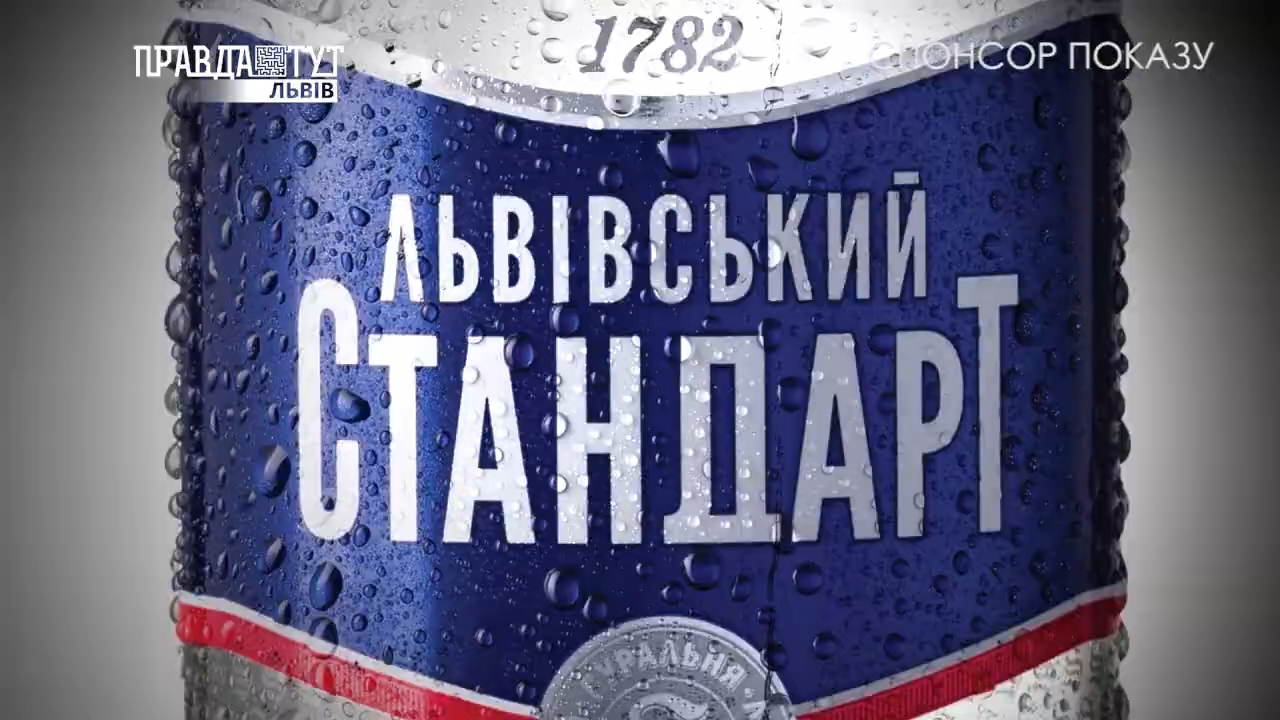 1782
ПРАВДА ТУТ
ЛЬВІВ
СПОНСОР ПОКАЗУ
ЛЬВІВСЬКИЙ
СТАНДАРТ